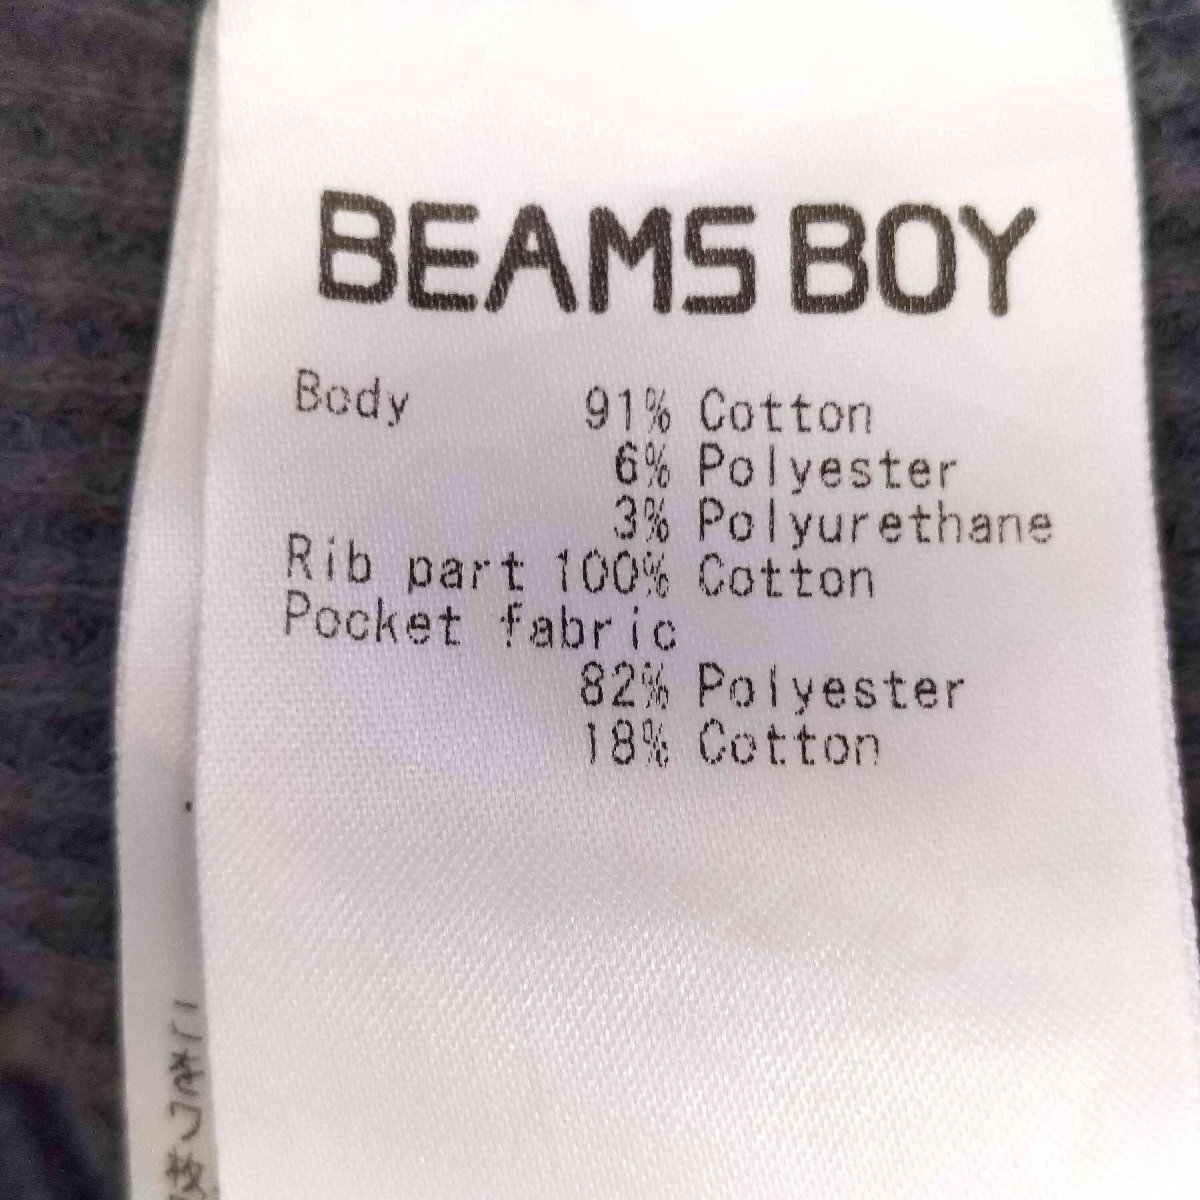 BEAMS BOY
Body 91% Cotton
6% Polyester
3% Polyurethane
Rib part 100% Cotton
Pocket fabric
82% Polyester
18% Cotton